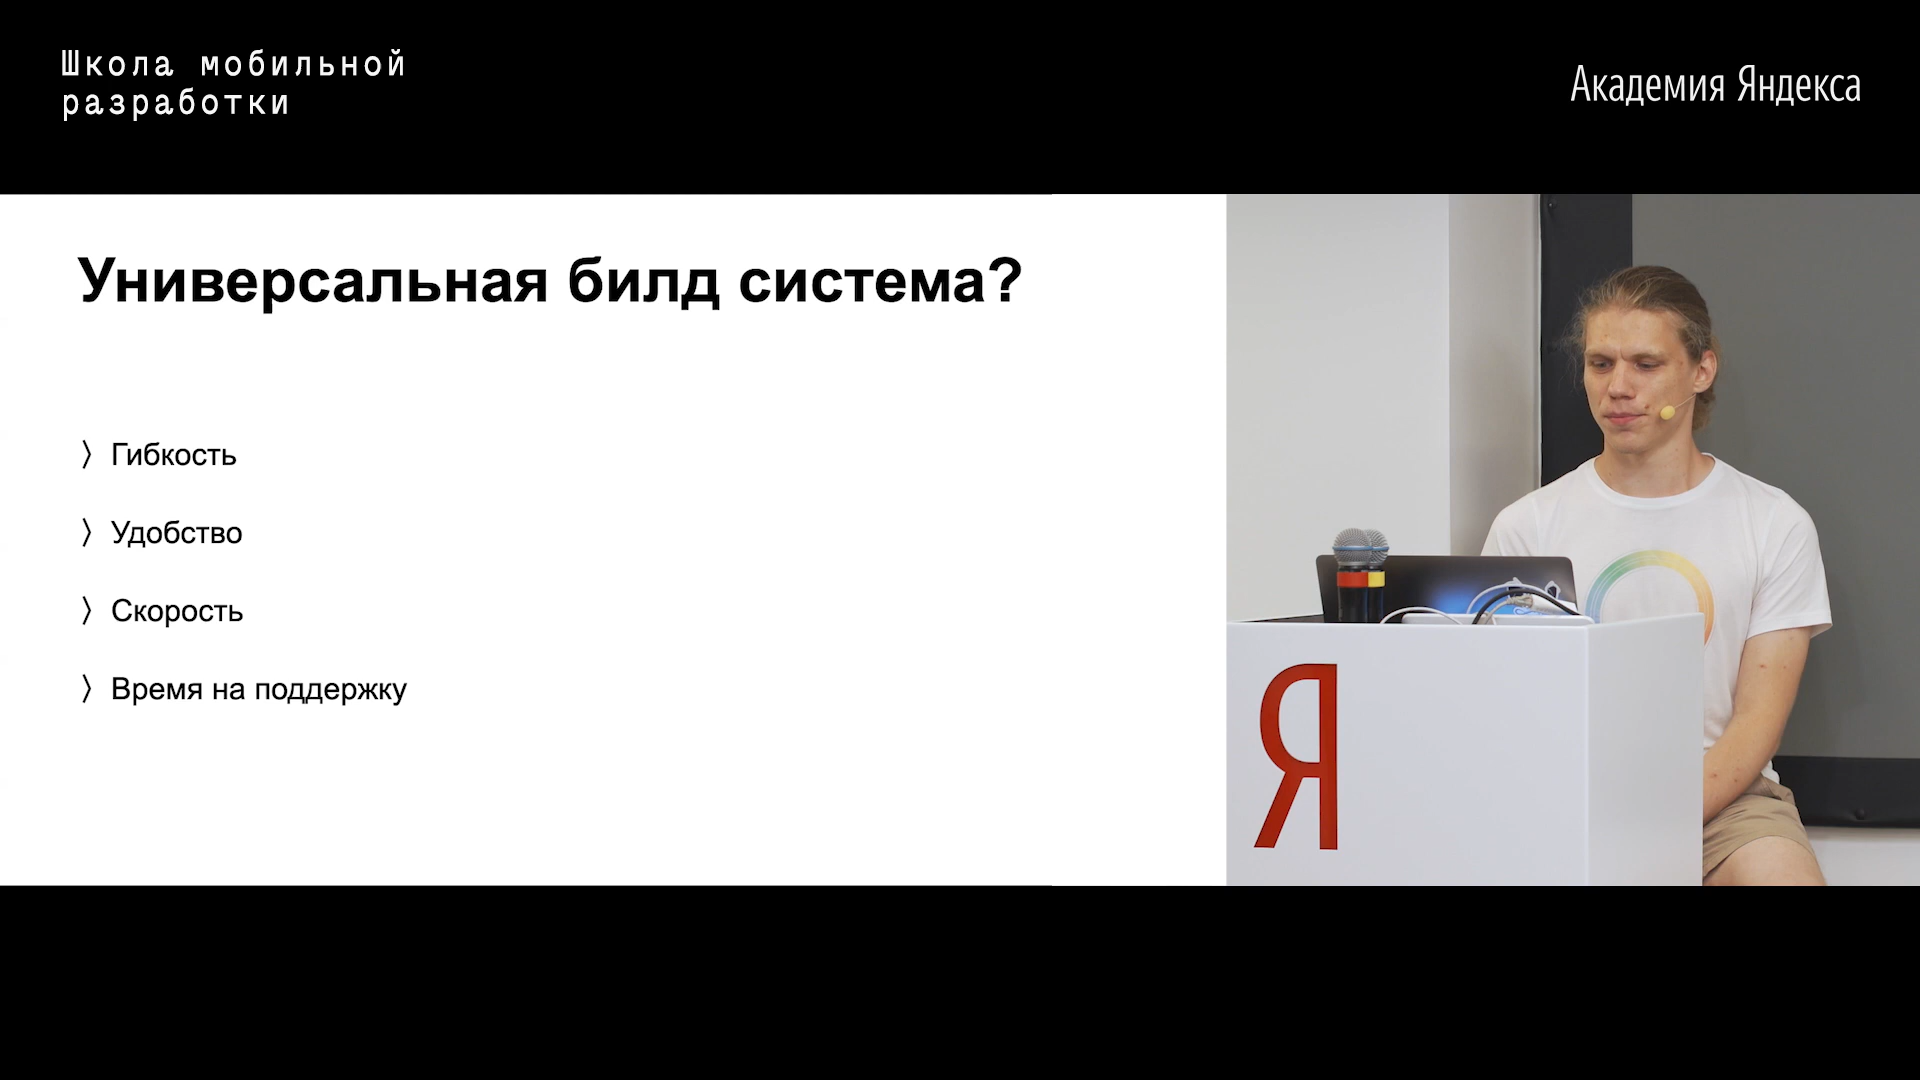 Школа мобильной
разработки
Академия Яндекса
Универсальная билд система?
〉 Гибкость
〉 Удобство
〉 Скорость
〉 Время на поддержку
Я